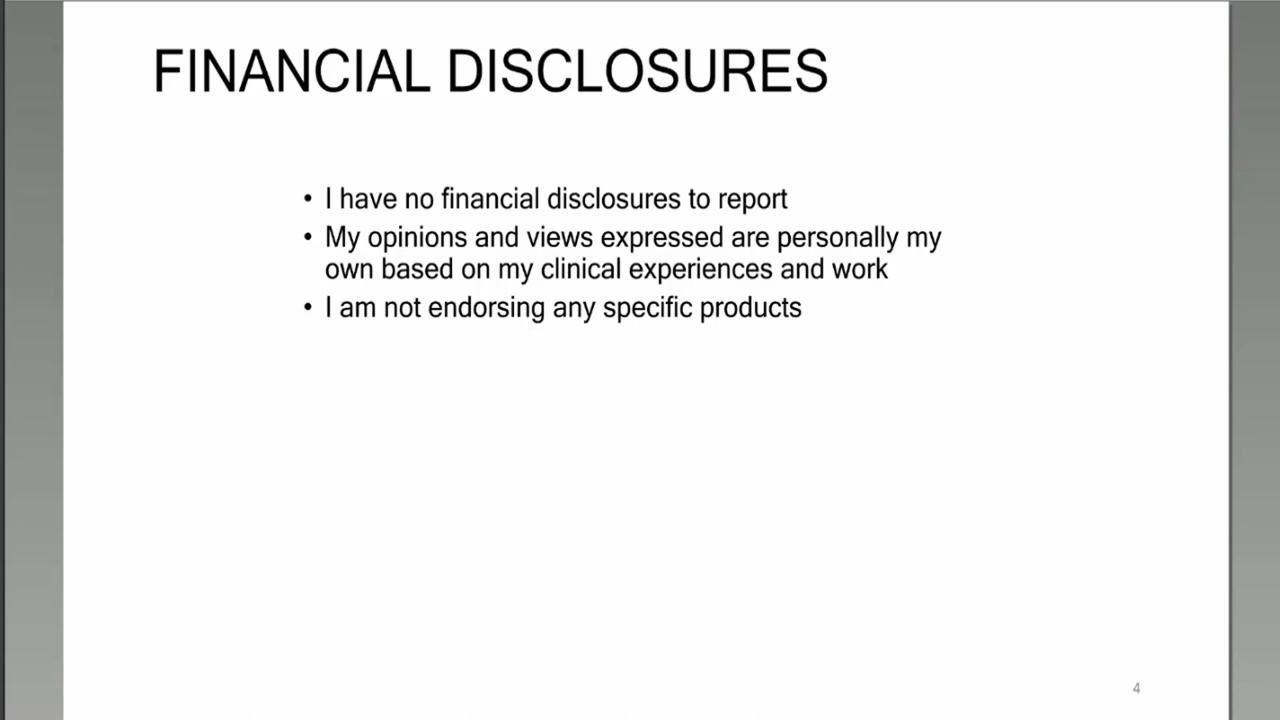 FINANCIAL DISCLOSURES
• I have no financial disclosures to report
• My opinions and views expressed are personally my
own based on my clinical experiences and work
• I am not endorsing any specific products
4